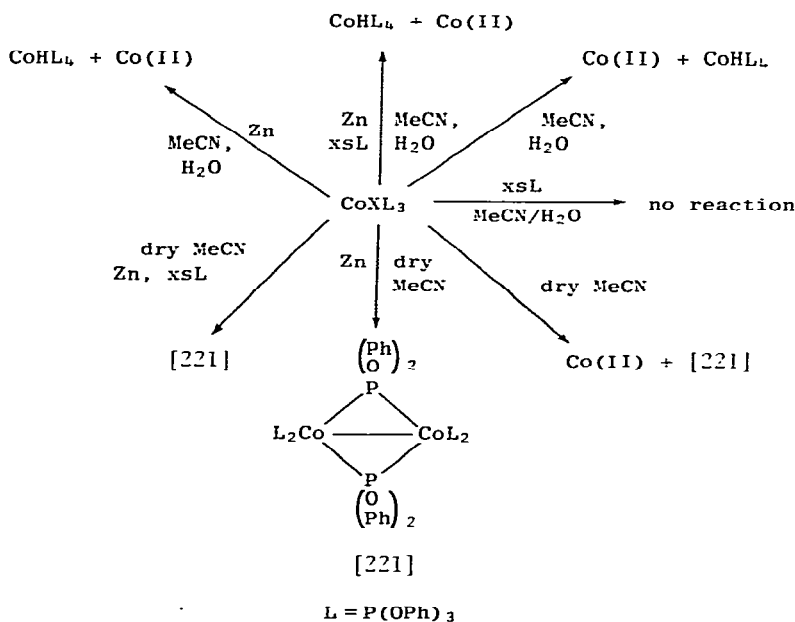 CoHL₄ + Co(II)
CoHL₄ + Co(II)
Co(II) + CoHL₄
Zn
MeCN,
H₂O
Zn
xsL
MeCN,
H₂O
MeCN,
H₂O
CoXL₃
xsL
MeCN/H₂O
no reaction
dry MeCN
Zn, xsL
Zn
dry
MeCN
dry MeCN
[221]
Co(II) + [221]
(Ph
O)₂
P
L₂Co
CoL₂
P
(O
Ph)₂
[221]
L = P(OPh)₃